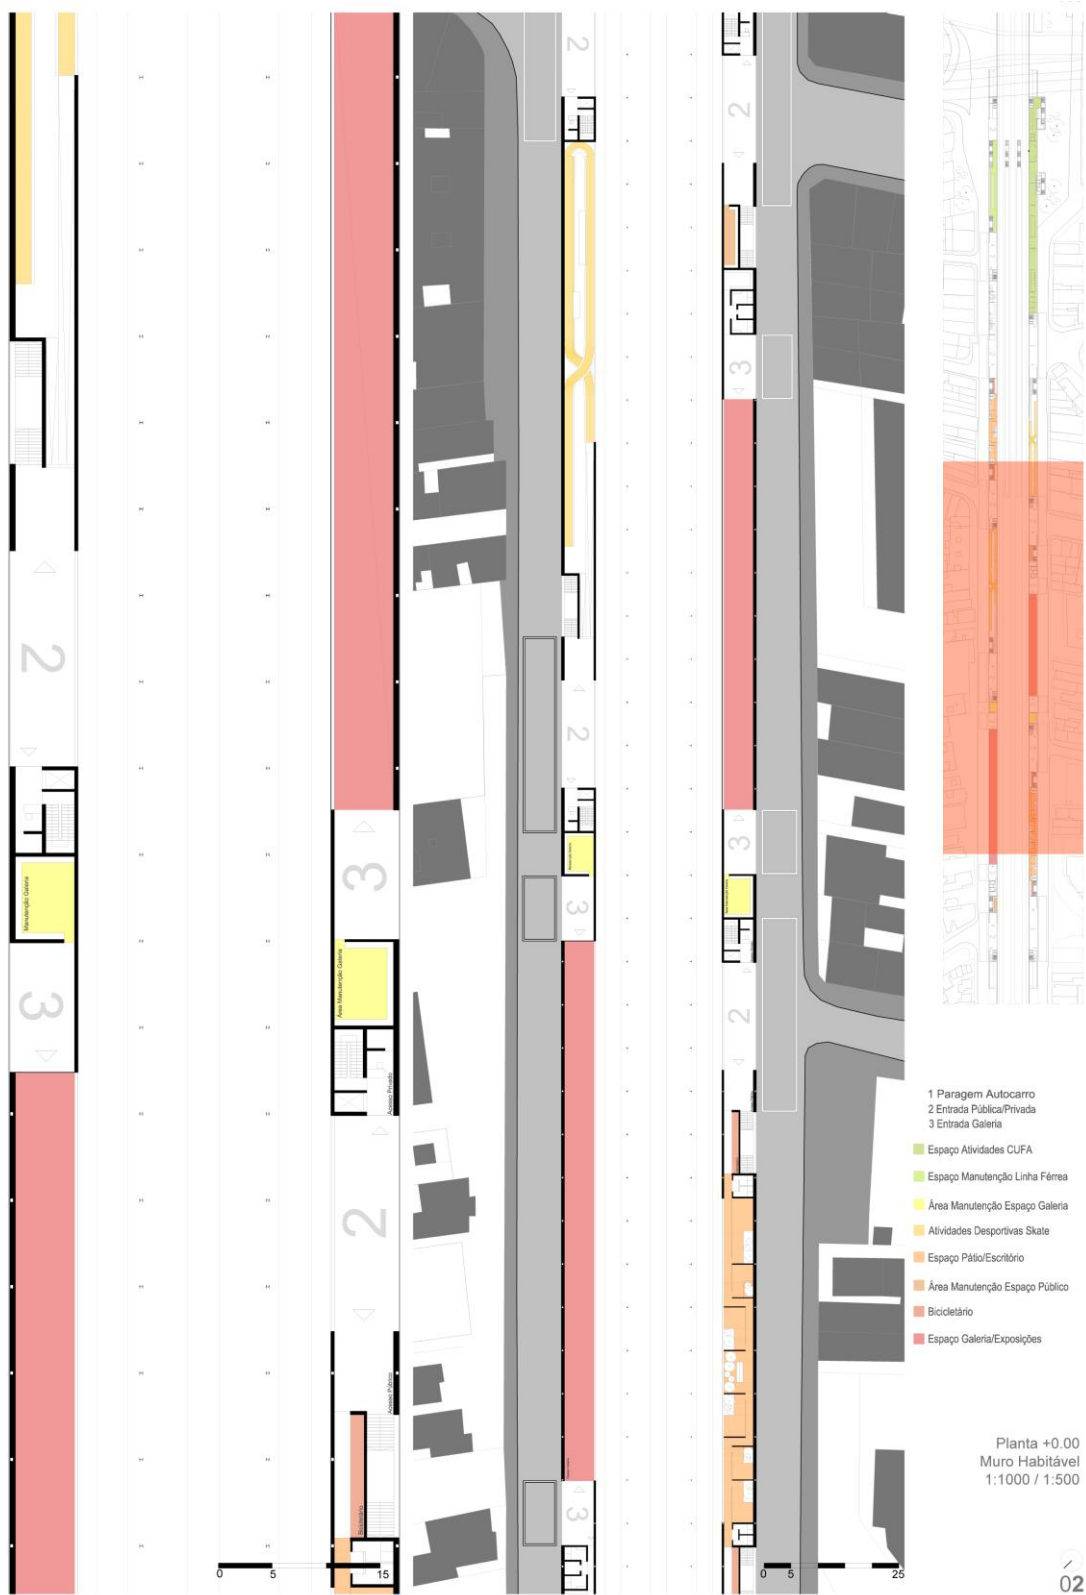 2
Manutenção Galeria
3
0
5
15
3
Área Manutenção Galeria
Acesso Privado
2
Acesso Público
Bicicletário
2
2
3
3
2
3
3
2
0
5
25
1 Paragem Autocarro
2 Entrada Pública/Privada
3 Entrada Galeria
Espaço Atividades CUFA
Espaço Manutenção Linha Férrea
Área Manutenção Espaço Galeria
Atividades Desportivas Skate
Espaço Pátio/Escritório
Área Manutenção Espaço Público
Bicicletário
Espaço Galeria/Exposições
Planta +0.00
Muro Habitável
1:1000 / 1:500
02